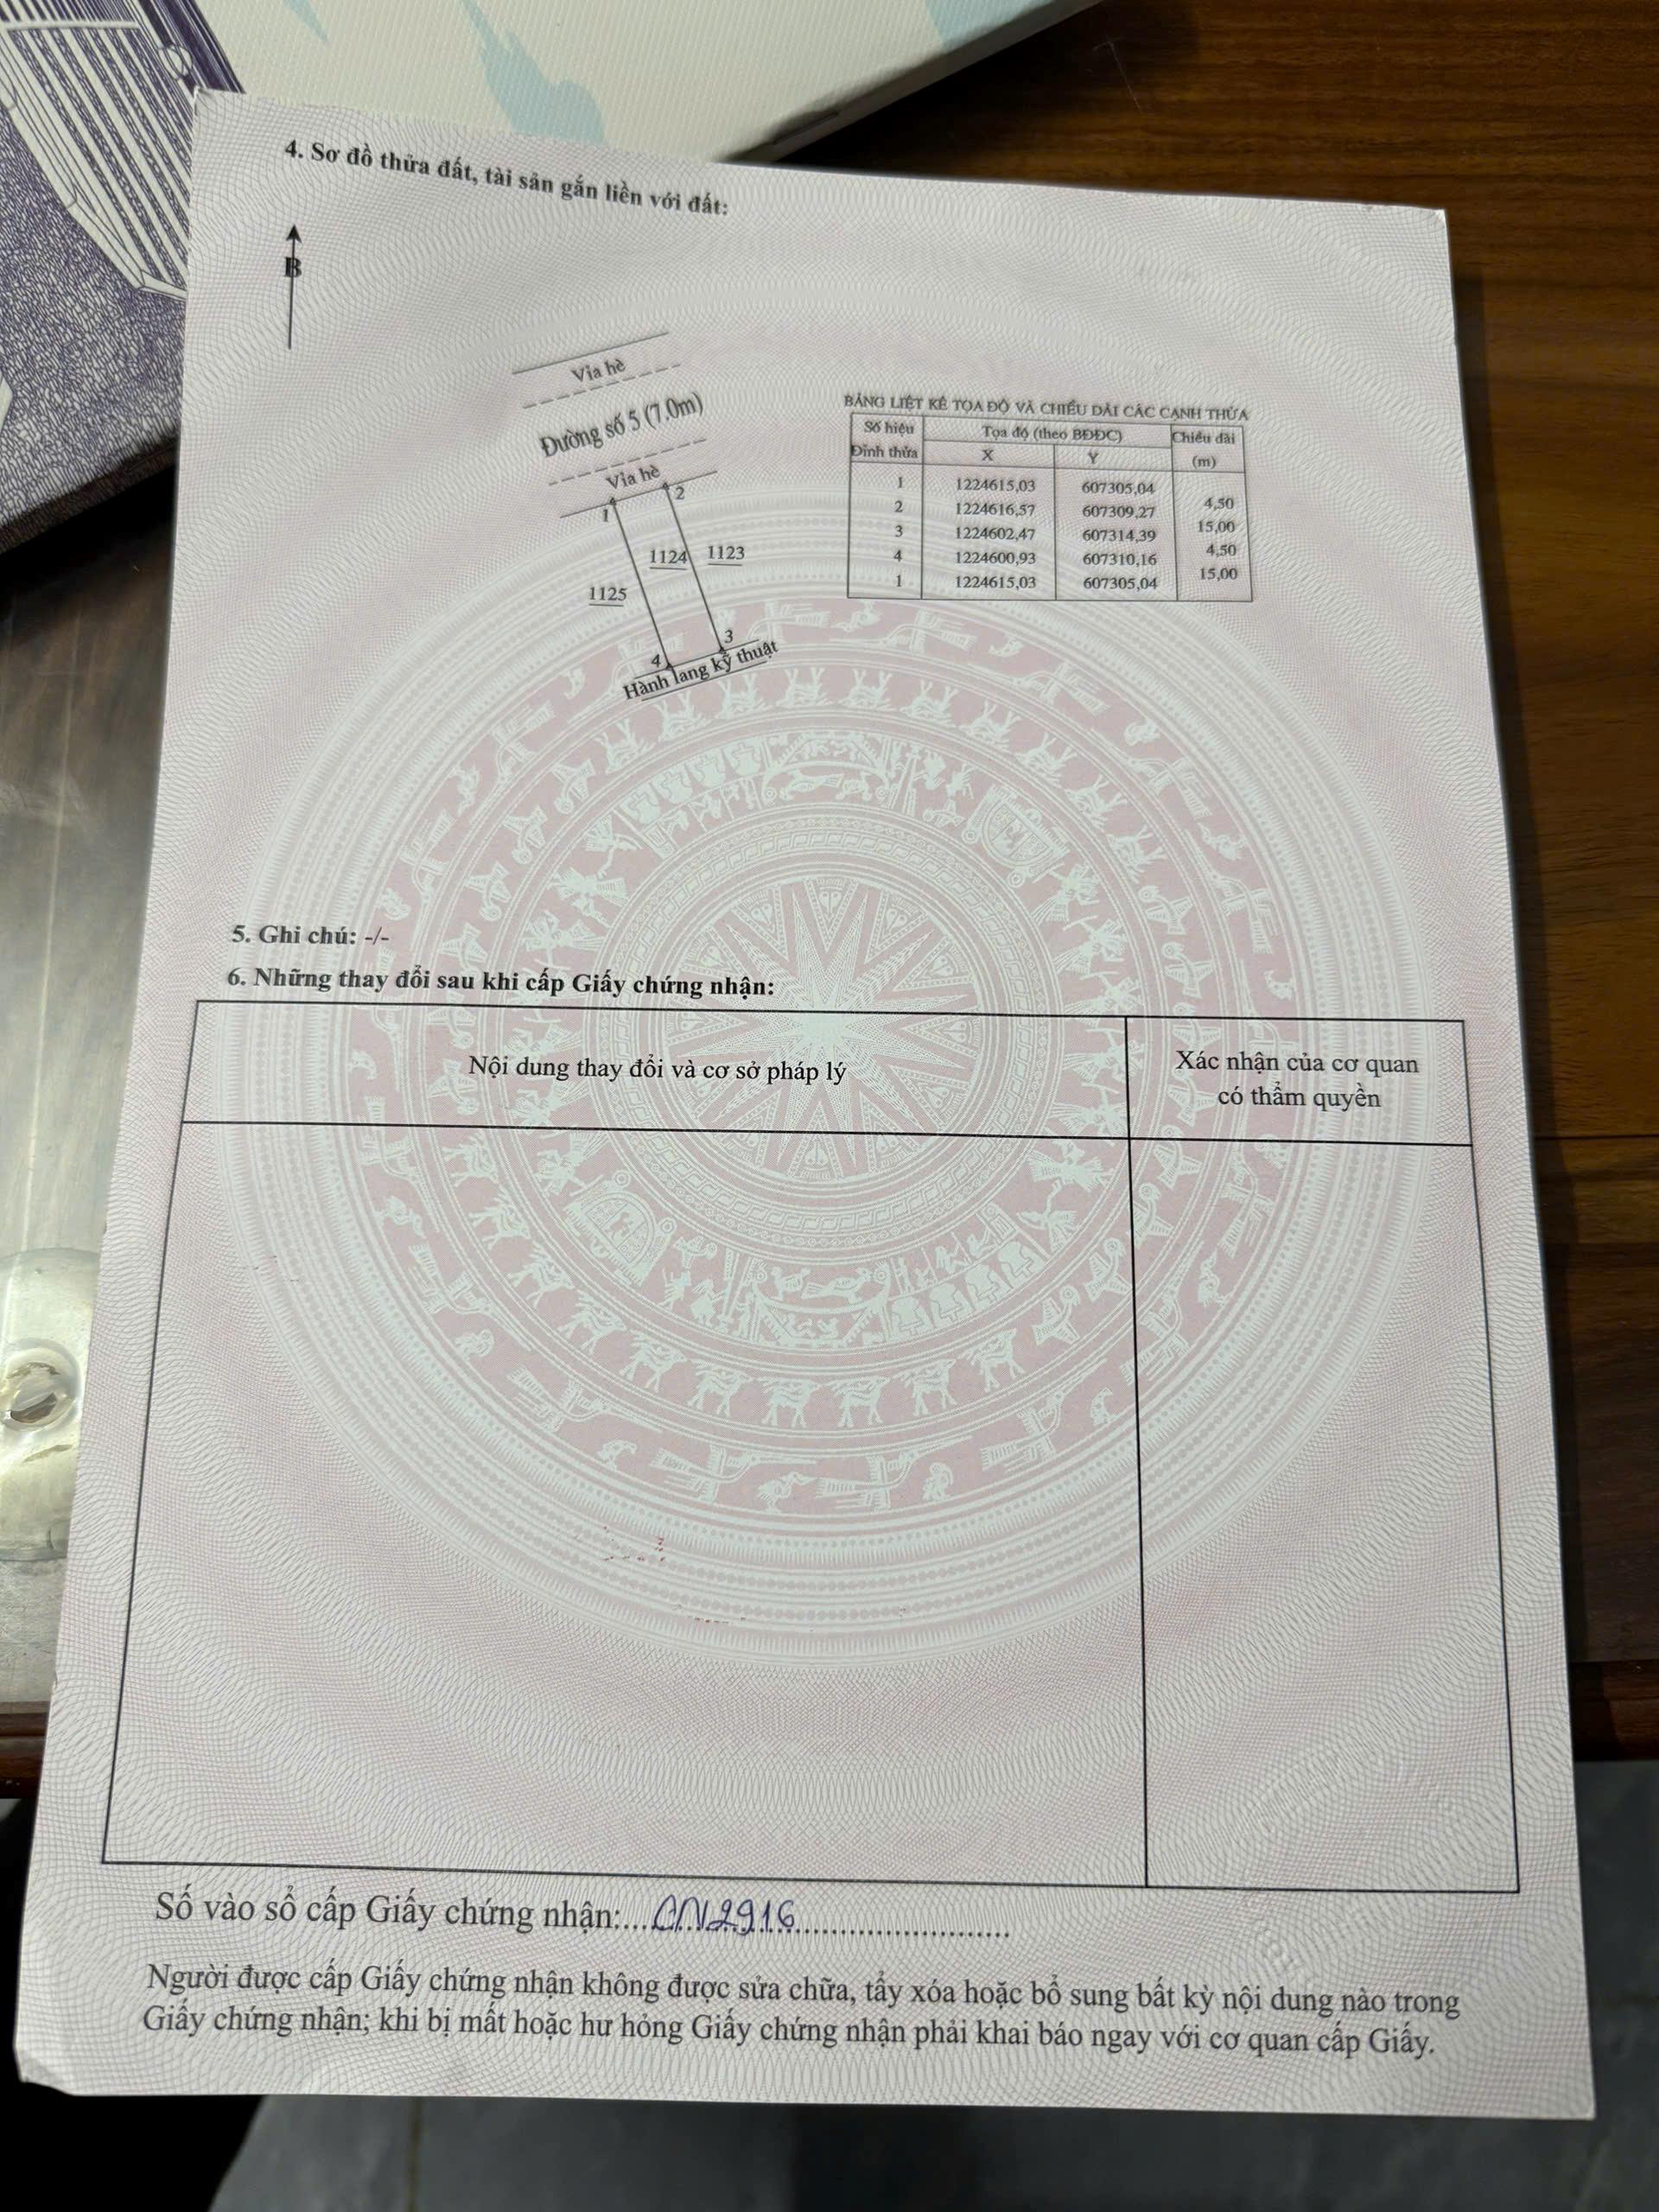 4. Sơ đồ thửa đất, tài sản gắn liền với đất:
B
Vỉa hè
Đường số 5 (7.0m)
Vỉa hè
1
2
1124
1123
1125
3
4
Hành lang kỹ thuật
BẢNG LIỆT KÊ TỌA ĐỘ VÀ CHIỀU DÀI CÁC CẠNH THỬA
Số hiệu Đỉnh thửa Tọa độ (theo BĐĐC) Chiều dài (m)
X Y
1 1224615,03 607305,04
4,50
2 1224616,57 607309,27
15,00
3 1224602,47 607314,39
4,50
4 1224600,93 607310,16
15,00
1 1224615,03 607305,04
5. Ghi chú: -/-
6. Những thay đổi sau khi cấp Giấy chứng nhận:
Nội dung thay đổi và cơ sở pháp lý
Xác nhận của cơ quan
có thẩm quyền
Số vào sổ cấp Giấy chứng nhận:...CN2916...
Người được cấp Giấy chứng nhận không được sửa chữa, tẩy xóa hoặc bổ sung bất kỳ nội dung nào trong
Giấy chứng nhận; khi bị mất hoặc hư hỏng Giấy chứng nhận phải khai báo ngay với cơ quan cấp Giấy.